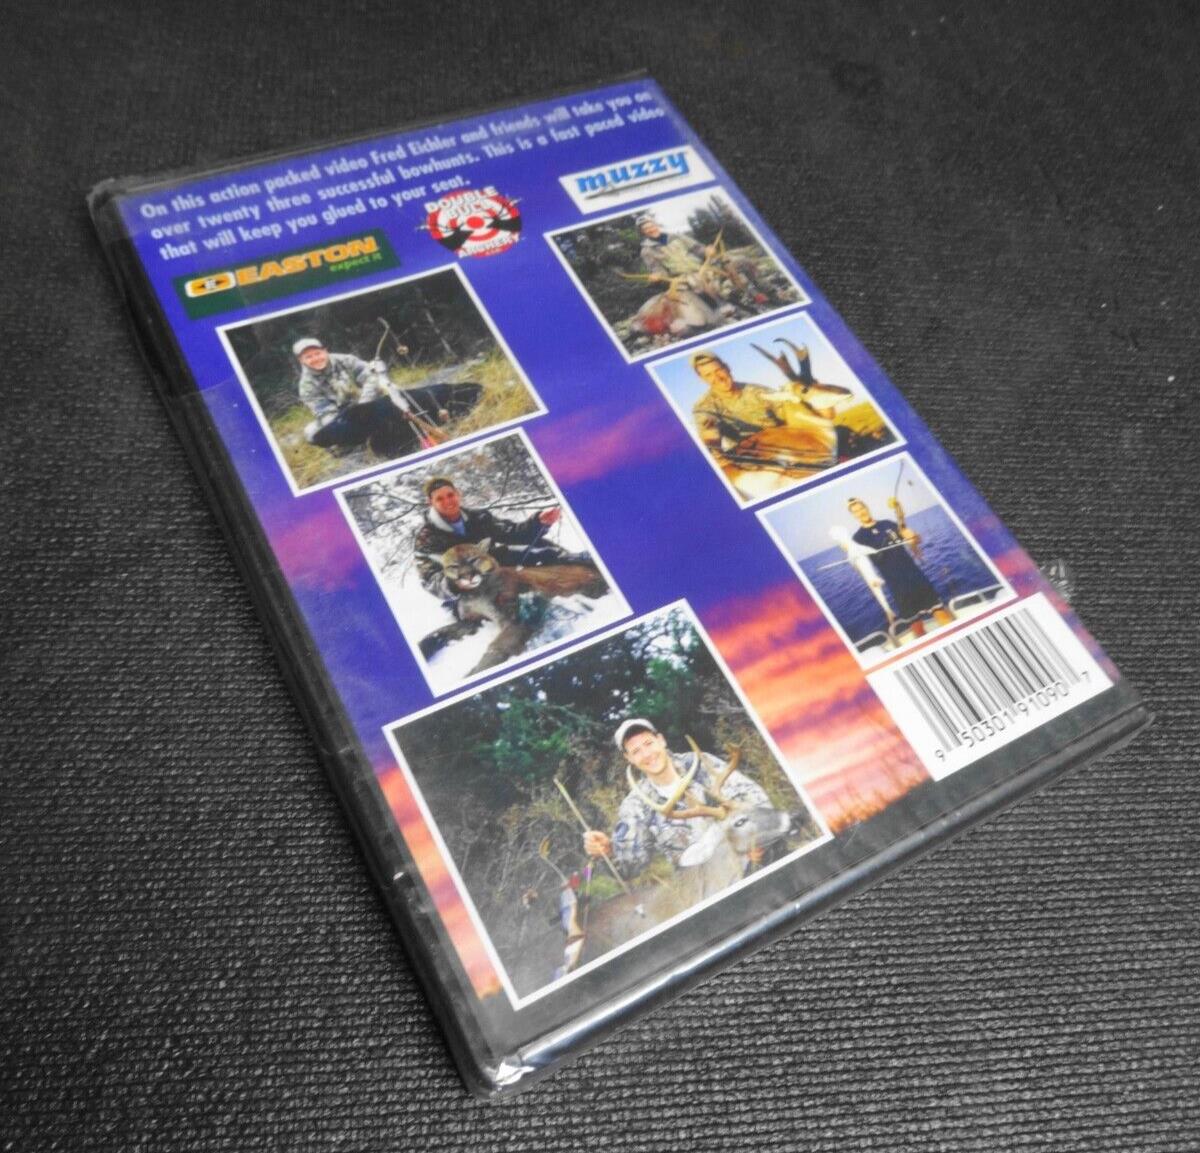 On this action packed video Fred Eichler and friends will take you on
over twenty three successful bowhunts. This is a fast paced video
that will keep you glued to your seat.
EASTON
expect it
DOUBLE
BULL
ARCHERY
muzzy
9 50301 91090 7